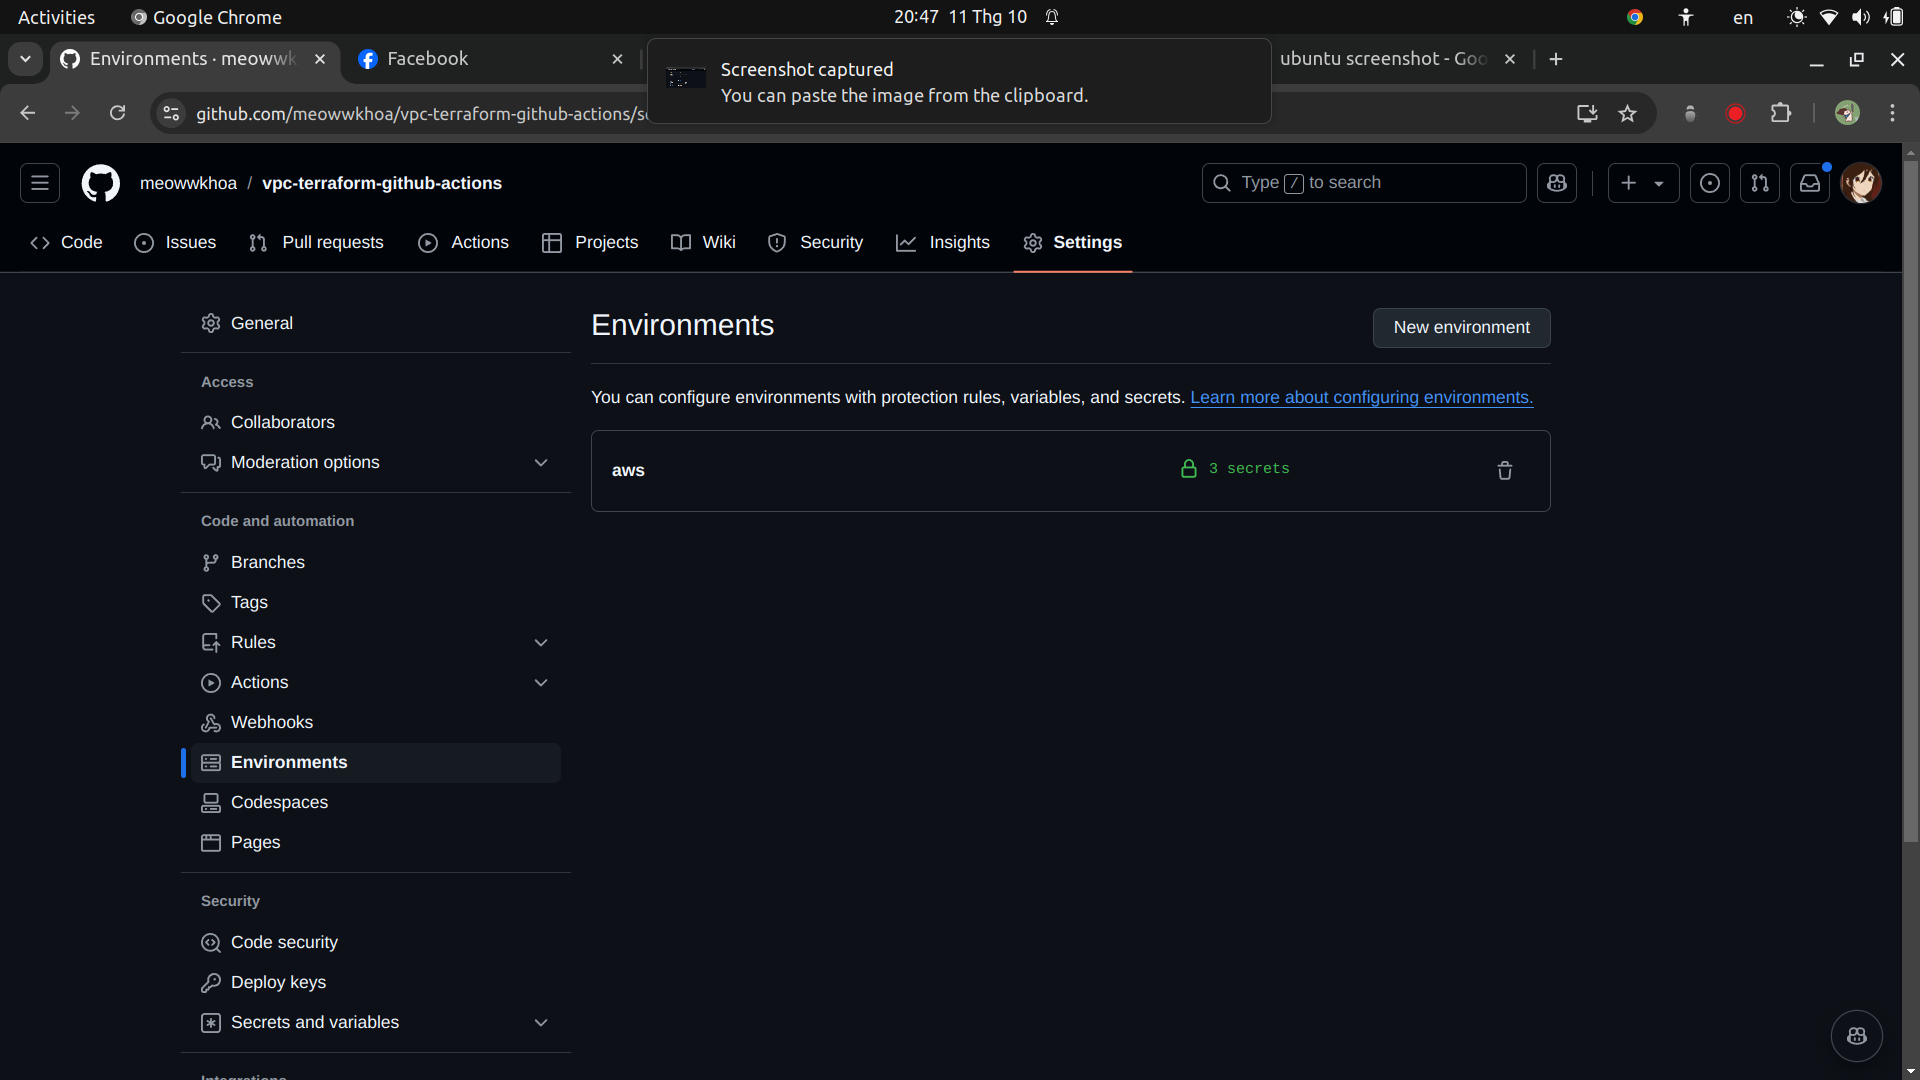 Activities Google Chrome 20:47 11 Thg 10 en
Environments · meoww Facebook ubuntu screenshot - Goo
Screenshot captured
You can paste the image from the clipboard.
github.com/meowwkhoa/vpc-terraform-github-actions/
meowwkhoa / vpc-terraform-github-actions Type / to search
Code Issues Pull requests Actions Projects Wiki Security Insights Settings
General
Access
Collaborators
Moderation options
Code and automation
Branches
Tags
Rules
Actions
Webhooks
Environments
Codespaces
Pages
Security
Code security
Deploy keys
Secrets and variables
Integrations
Environments
New environment
You can configure environments with protection rules, variables, and secrets. Learn more about configuring environments.
aws 3 secrets